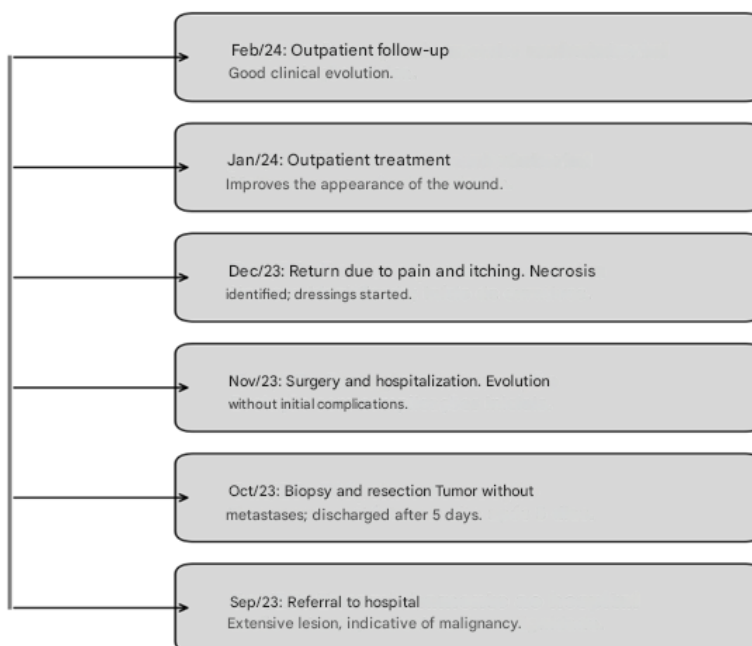 Feb/24: Outpatient follow-up
Good clinical evolution.
Jan/24: Outpatient treatment
Improves the appearance of the wound.
Dec/23: Return due to pain and itching. Necrosis
identified; dressings started.
Nov/23: Surgery and hospitalization. Evolution
without initial complications.
Oct/23: Biopsy and resection Tumor without
metastases; discharged after 5 days.
Sep/23: Referral to hospital
Extensive lesion, indicative of malignancy.